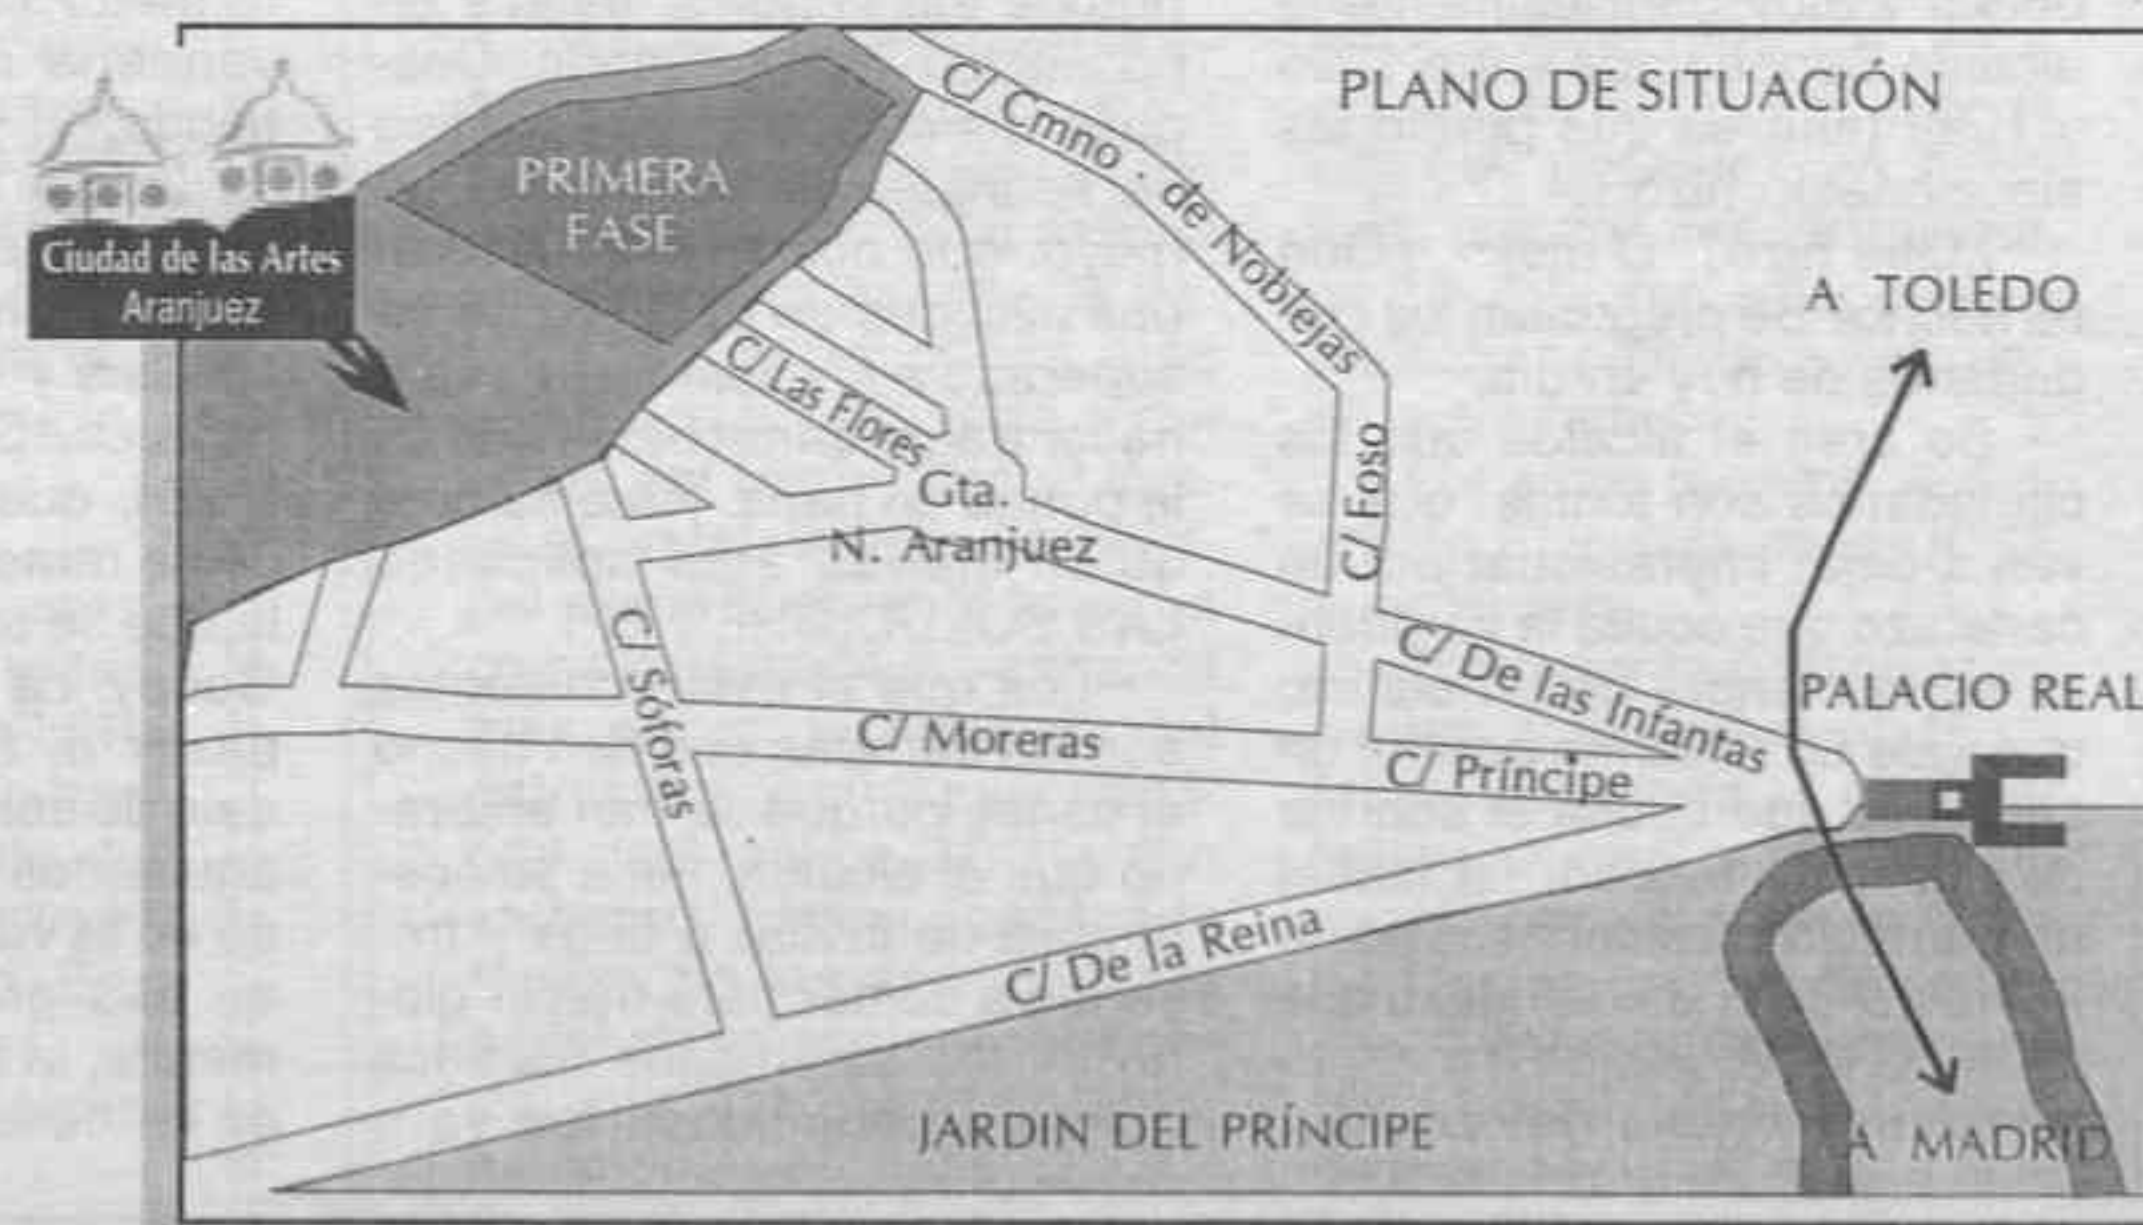 PLANO DE SITUACIÓN
C/ Cmno . de Noblejas
PRIMERA
FASE
Ciudad de las Artes
Aranjuez
A TOLEDO
C/ Las Flores
C/ Foso
Gta.
N. Aranjuez
C/ De las Infantas
PALACIO REAL
C/ Sóforas
C/ Moreras
C/ Príncipe
C/ De la Reina
JARDIN DEL PRÍNCIPE
A MADRID